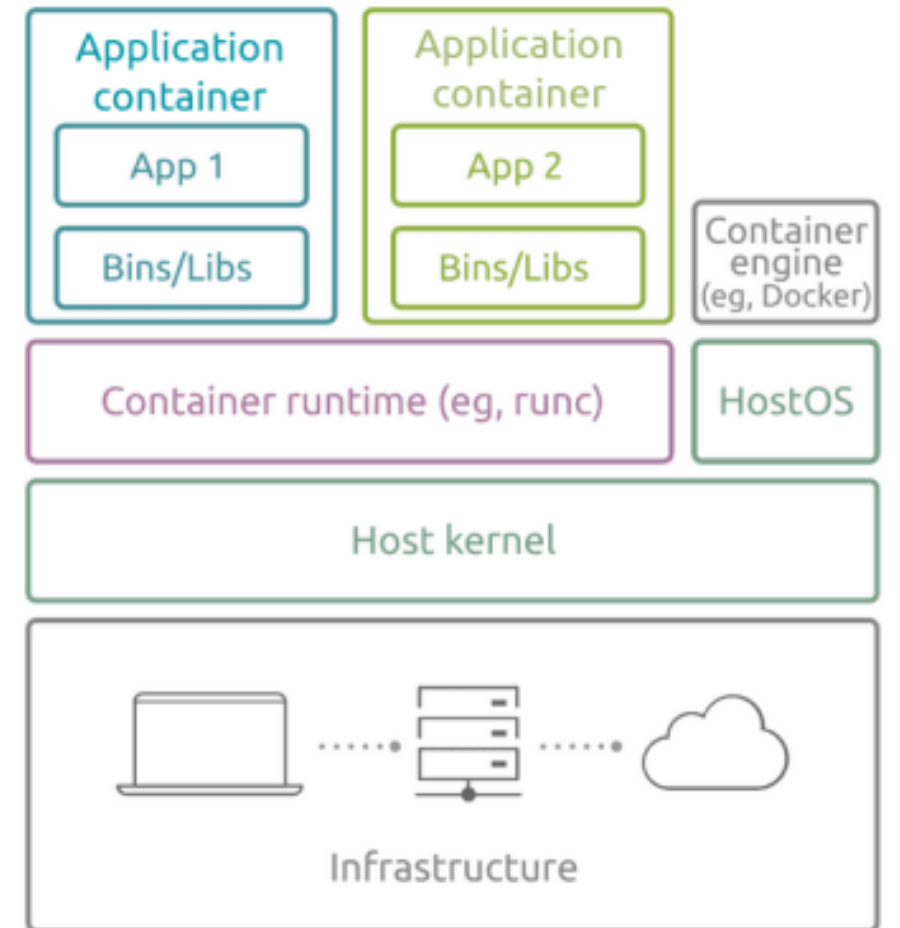 Application
container
App 1
Bins/Libs
Application
container
App 2
Bins/Libs
Container
engine
(eg, Docker)
Container runtime (eg, runc)
HostOS
Host kernel
Infrastructure